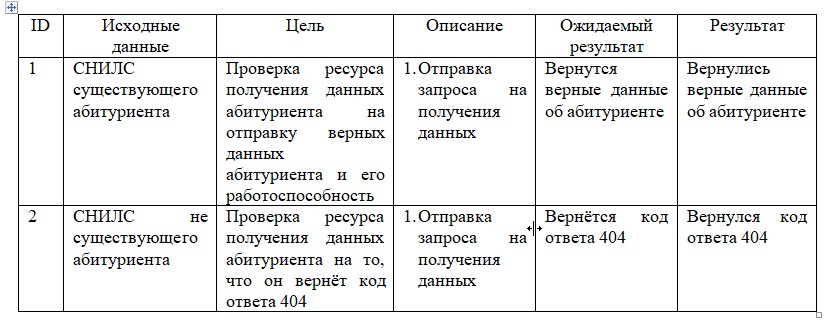 ID Исходные данные Цель Описание Ожидаемый результат Результат
1 СНИЛС существующего абитуриента Проверка ресурса получения данных абитуриента на отправку верных данных абитуриента и его работоспособность 1. Отправка запроса на получения данных Вернутся верные данные об абитуриенте Вернулись верные данные об абитуриенте
2 СНИЛС не существующего абитуриента Проверка ресурса получения данных абитуриента на то, что он вернёт код ответа 404 1. Отправка запроса на получения данных Вернётся код ответа 404 Вернулся код ответа 404